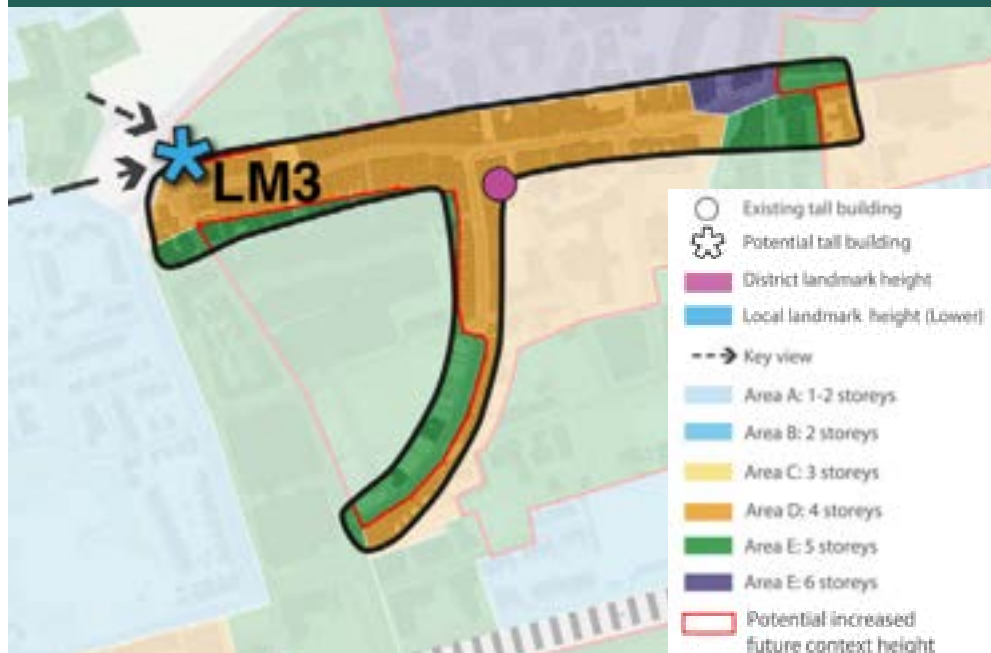 LM3
Existing tall building
Potential tall building
District landmark height
Local landmark height (Lower)
Key view
Area A: 1-2 storeys
Area B: 2 storeys
Area C: 3 storeys
Area D: 4 storeys
Area E: 5 storeys
Area E: 6 storeys
Potential increased
future context height